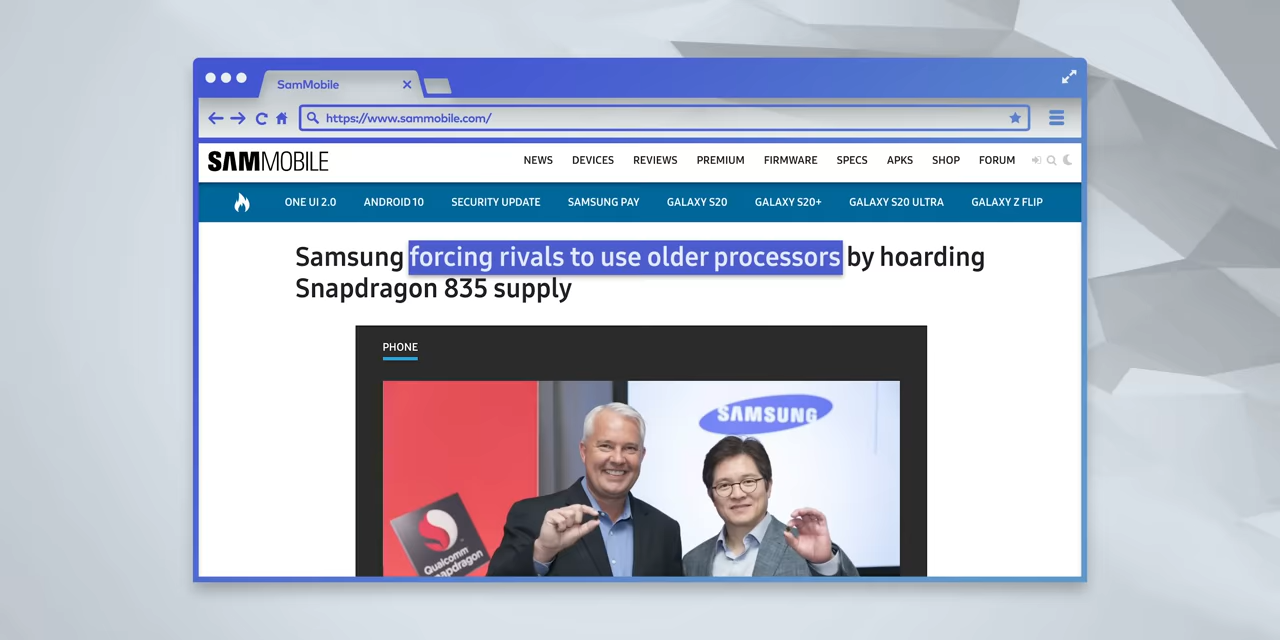 SamMobile
https://www.sammobile.com/
SAMMOBILE
NEWS DEVICES REVIEWS PREMIUM FIRMWARE SPECS APKS SHOP FORUM
ONE UI 2.0 ANDROID 10 SECURITY UPDATE SAMSUNG PAY GALAXY S20 GALAXY S20+ GALAXY S20 ULTRA GALAXY Z FLIP
Samsung forcing rivals to use older processors by hoarding
Snapdragon 835 supply
PHONE
SAMSUNG
Qualcomm
apdragon